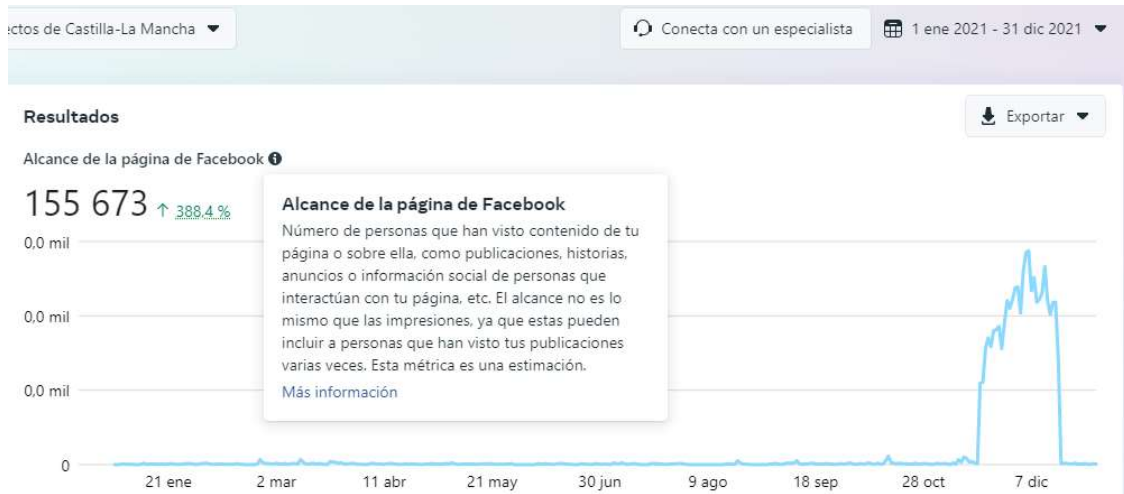 ectos de Castilla-La Mancha
Conecta con un especialista
1 ene 2021 - 31 dic 2021
Resultados
Exportar
Alcance de la página de Facebook
155 673 ↑ 388,4 %
Alcance de la página de Facebook
Número de personas que han visto contenido de tu
página o sobre ella, como publicaciones, historias,
anuncios o información social de personas que
interactúan con tu página, etc. El alcance no es lo
mismo que las impresiones, ya que estas pueden
incluir a personas que han visto tus publicaciones
varias veces. Esta métrica es una estimación.
Más información
0,0 mil
0,0 mil
0,0 mil
0
21 ene 2 mar 11 abr 21 may 30 jun 9 ago 18 sep 28 oct 7 dic